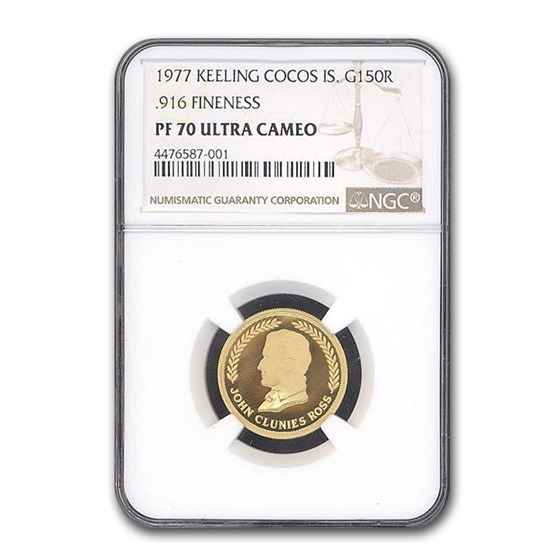 1977 KEELING COCOS IS. G150R
.916 FINENESS
PF 70 ULTRA CAMEO
4476587-001
NUMISMATIC GUARANTY CORPORATION
NGC®
JOHN CLUNIES ROSS